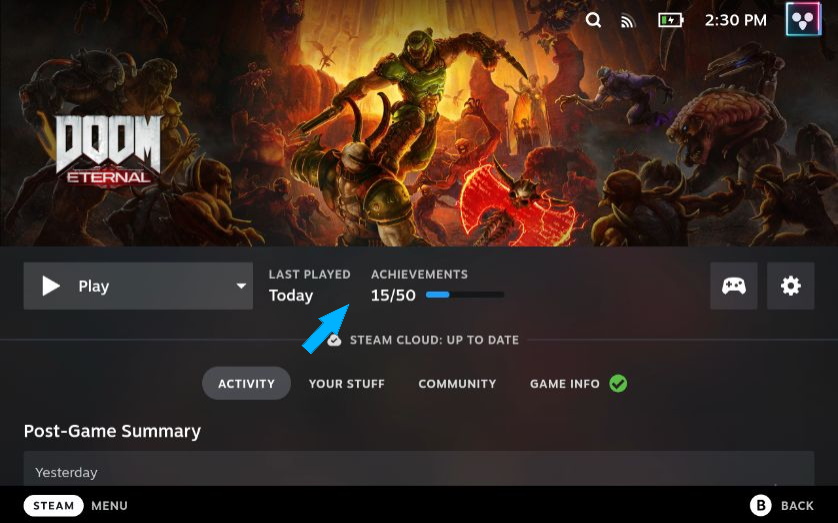 2:30 PM
DOOM
ETERNAL
Play
LAST PLAYED
Today
ACHIEVEMENTS
15/50
STEAM CLOUD: UP TO DATE
ACTIVITY YOUR STUFF COMMUNITY GAME INFO
Post-Game Summary
Yesterday
STEAM MENU B BACK